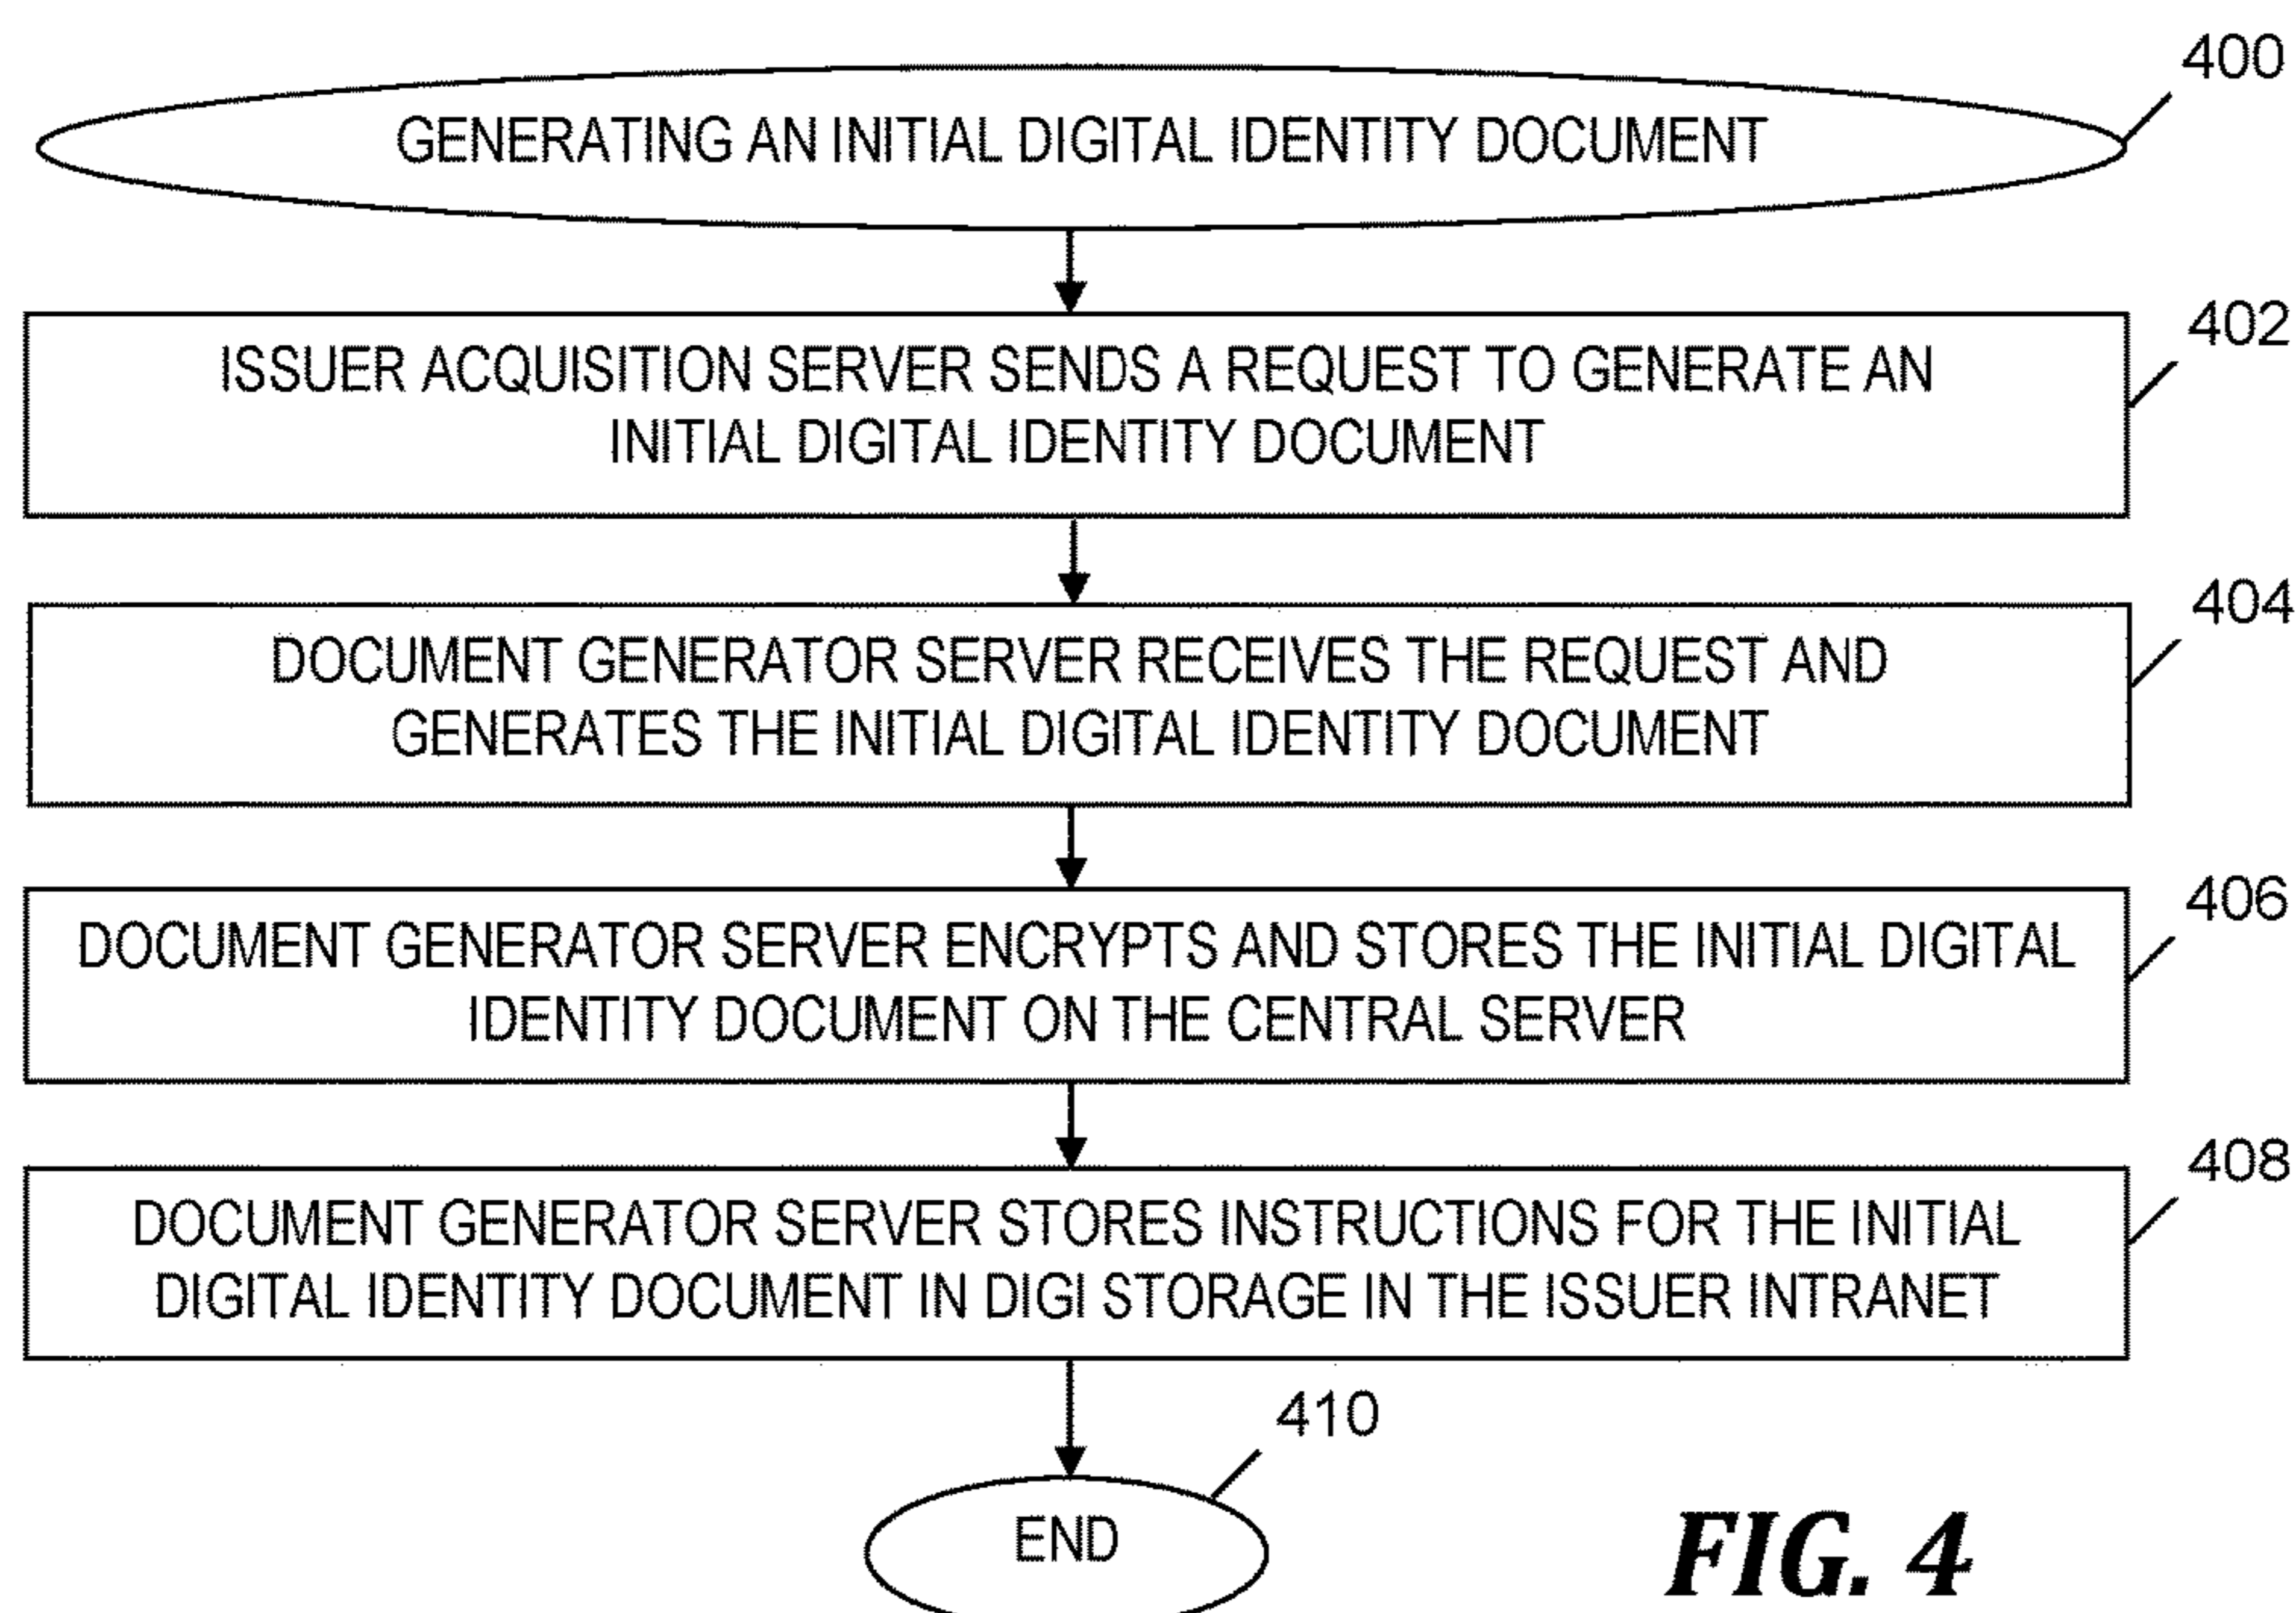 400
GENERATING AN INITIAL DIGITAL IDENTITY DOCUMENT
402
ISSUER ACQUISITION SERVER SENDS A REQUEST TO GENERATE AN
INITIAL DIGITAL IDENTITY DOCUMENT
404
DOCUMENT GENERATOR SERVER RECEIVES THE REQUEST AND
GENERATES THE INITIAL DIGITAL IDENTITY DOCUMENT
406
DOCUMENT GENERATOR SERVER ENCRYPTS AND STORES THE INITIAL DIGITAL
IDENTITY DOCUMENT ON THE CENTRAL SERVER
408
DOCUMENT GENERATOR SERVER STORES INSTRUCTIONS FOR THE INITIAL
DIGITAL IDENTITY DOCUMENT IN DIGI STORAGE IN THE ISSUER INTRANET
410
END
FIG. 4